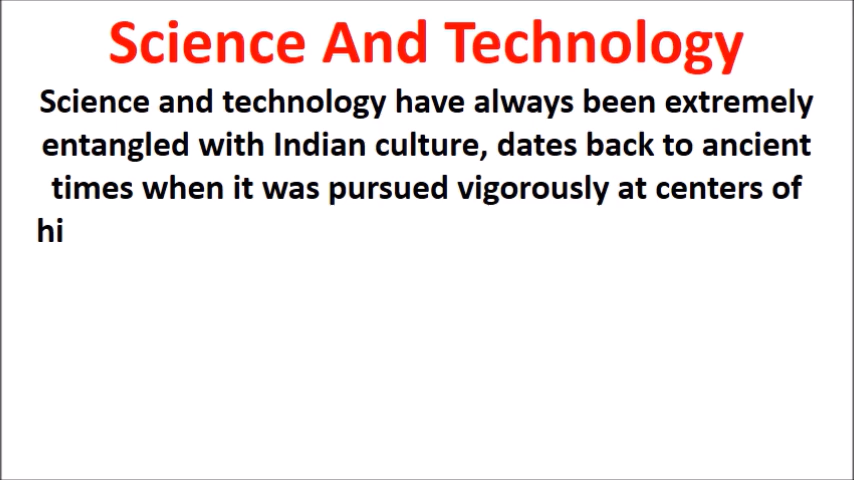 Science And Technology
Science and technology have always been extremely
entangled with Indian culture, dates back to ancient
times when it was pursued vigorously at centers of
hi